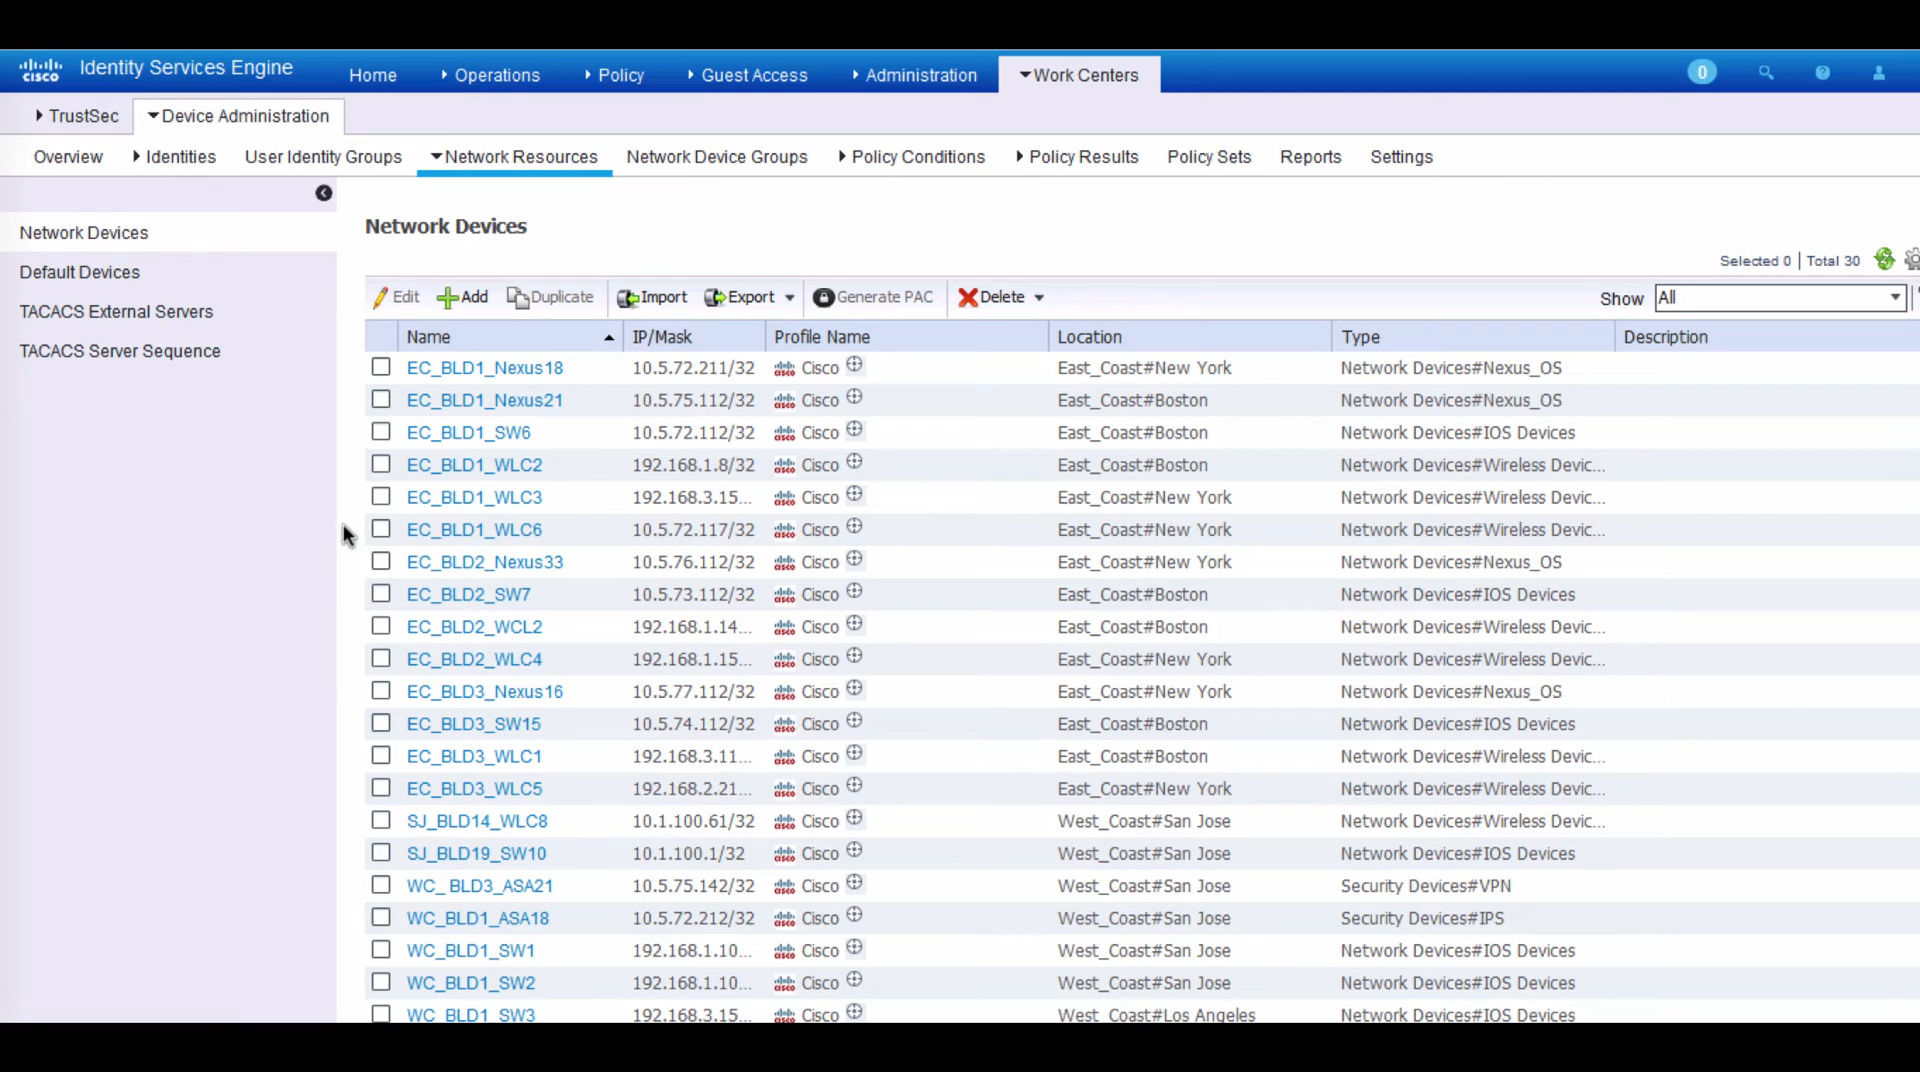 CISCO Identity Services Engine Home Operations Policy Guest Access Administration Work Centers 0
TrustSec Device Administration
Overview Identities User Identity Groups Network Resources Network Device Groups Policy Conditions Policy Results Policy Sets Reports Settings
Network Devices
Default Devices
TACACS External Servers
TACACS Server Sequence
Network Devices
Selected 0 | Total 30
Edit Add Duplicate Import Export Generate PAC Delete Show All
Name IP/Mask Profile Name Location Type Description
EC_BLD1_Nexus18 10.5.72.211/32 Cisco East_Coast#New York Network Devices#Nexus_OS
EC_BLD1_Nexus21 10.5.75.112/32 Cisco East_Coast#Boston Network Devices#Nexus_OS
EC_BLD1_SW6 10.5.72.112/32 Cisco East_Coast#Boston Network Devices#IOS Devices
EC_BLD1_WLC2 192.168.1.8/32 Cisco East_Coast#Boston Network Devices#Wireless Devic...
EC_BLD1_WLC3 192.168.3.15... Cisco East_Coast#New York Network Devices#Wireless Devic...
EC_BLD1_WLC6 10.5.72.117/32 Cisco East_Coast#New York Network Devices#Wireless Devic...
EC_BLD2_Nexus33 10.5.76.112/32 Cisco East_Coast#Boston Network Devices#Nexus_OS
EC_BLD2_SW7 10.5.73.112/32 Cisco East_Coast#Boston Network Devices#IOS Devices
EC_BLD2_WCL2 192.168.1.14... Cisco East_Coast#Boston Network Devices#Wireless Devic...
EC_BLD2_WLC4 192.168.1.15... Cisco East_Coast#New York Network Devices#Wireless Devic...
EC_BLD3_Nexus16 10.5.77.112/32 Cisco East_Coast#New York Network Devices#Nexus_OS
EC_BLD3_SW15 10.5.74.112/32 Cisco East_Coast#Boston Network Devices#IOS Devices
EC_BLD3_WLC1 192.168.3.11... Cisco East_Coast#Boston Network Devices#Wireless Devic...
EC_BLD3_WLC5 192.168.2.21... Cisco East_Coast#New York Network Devices#Wireless Devic...
SJ_BLD14_WLC8 10.1.100.61/32 Cisco West_Coast#San Jose Network Devices#Wireless Devic...
SJ_BLD19_SW10 10.1.100.1/32 Cisco West_Coast#San Jose Network Devices#IOS Devices
WC_ BLD3_ASA21 10.5.75.142/32 Cisco West_Coast#San Jose Security Devices#VPN
WC_BLD1_ASA18 10.5.72.212/32 Cisco West_Coast#San Jose Security Devices#IPS
WC_BLD1_SW1 192.168.1.10... Cisco West_Coast#San Jose Network Devices#IOS Devices
WC_BLD1_SW2 192.168.1.10... Cisco West_Coast#San Jose Network Devices#IOS Devices
WC_BLD1_SW3 192.168.3.15... Cisco West_Coast#Los Angeles Network Devices#IOS Devices